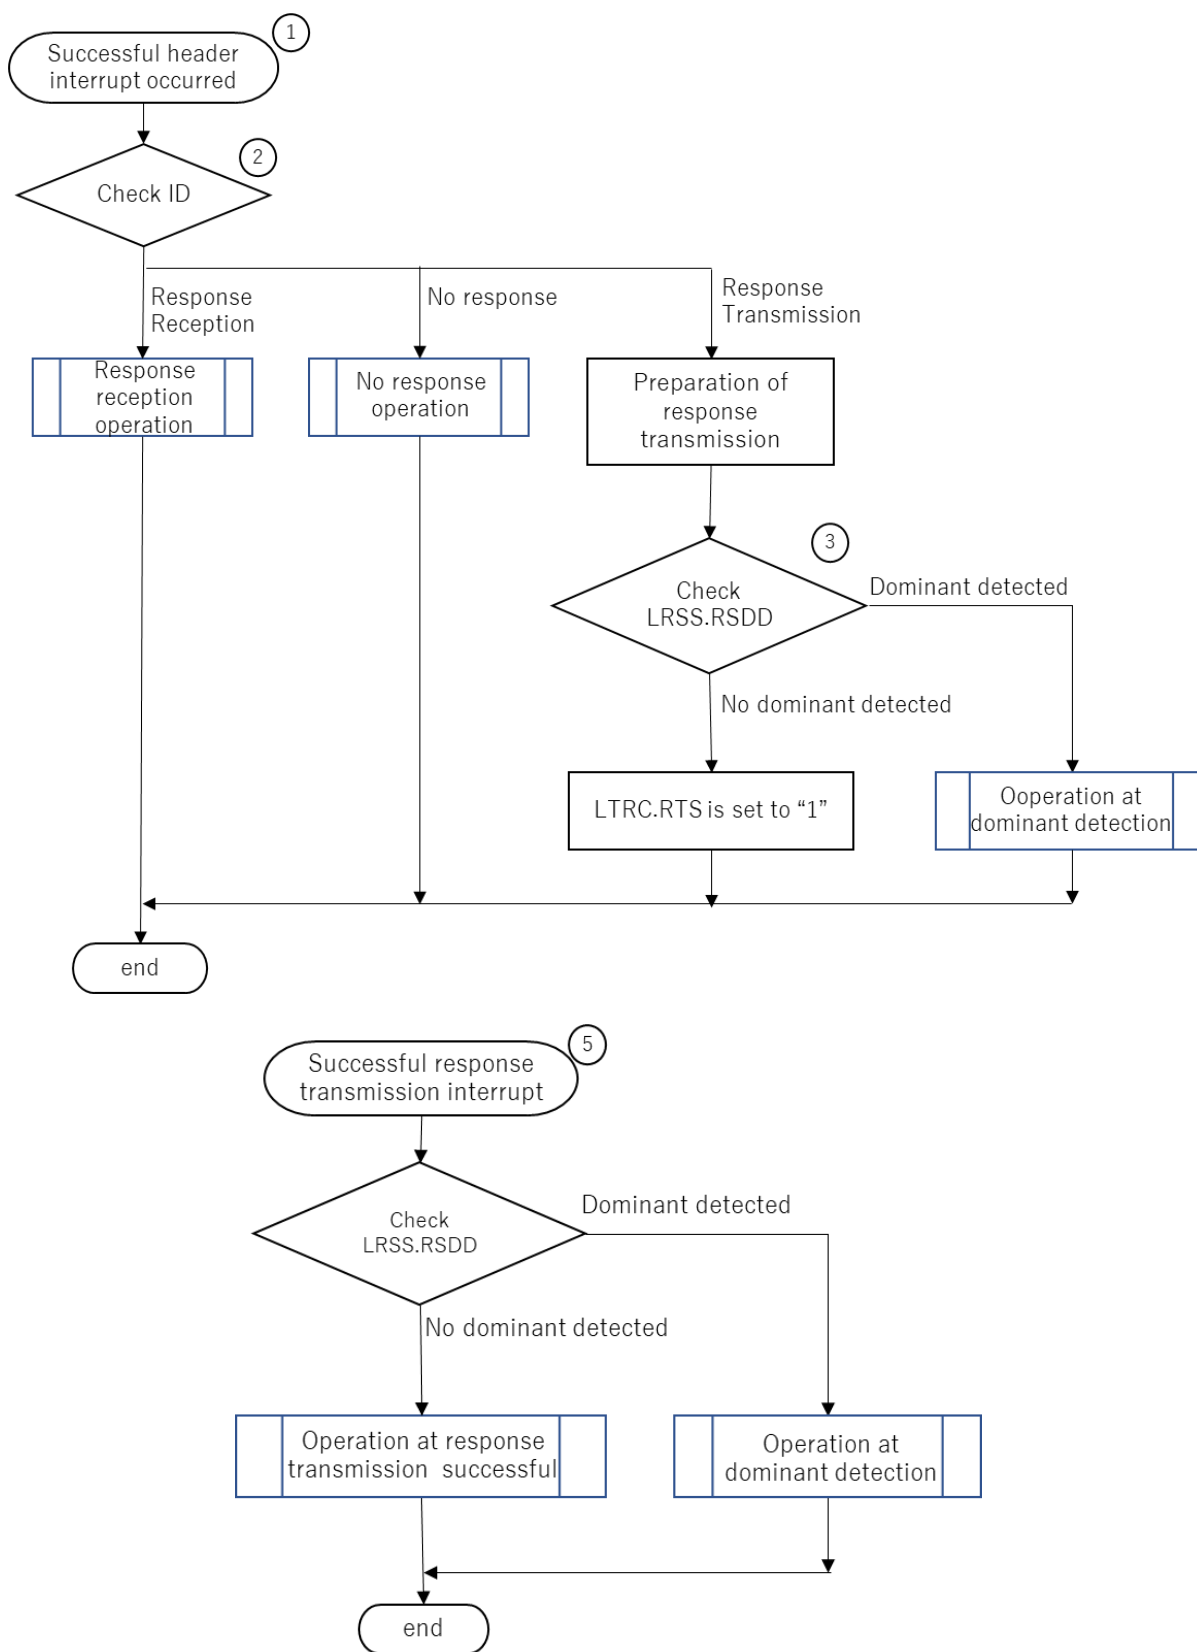 1
Successful header
interrupt occurred
2
Check ID
Response
Reception
No response
Response
Transmission
Response
reception
operation
No response
operation
Preparation of
response
transmission
3
Check
LRSS.RSDD
Dominant detected
No dominant detected
LTRC.RTS is set to “1”
Ooperation at
dominant detection
end
5
Successful response
transmission interrupt
Check
LRSS.RSDD
Dominant detected
No dominant detected
Operation at response
transmission successful
Operation at
dominant detection
end